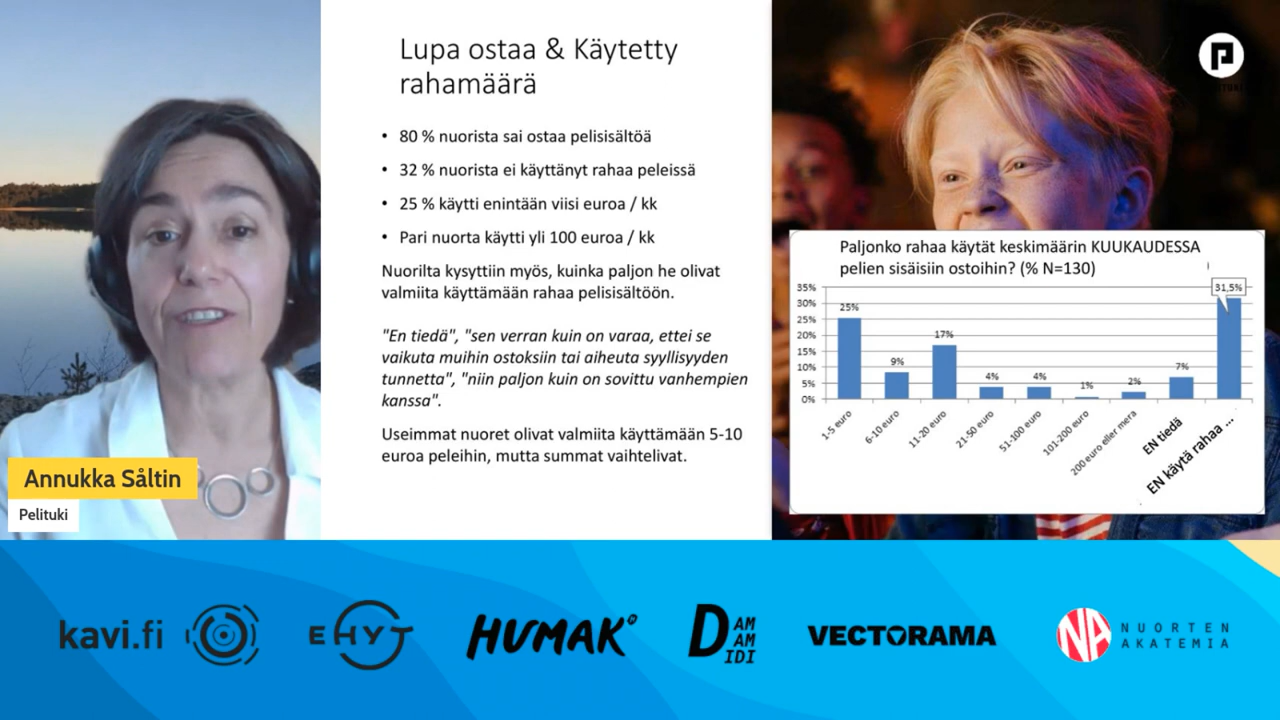 Lupa ostaa & Käytetty
rahamäärä
• 80 % nuorista sai ostaa pelisisältöä
• 32 % nuorista ei käyttänyt rahaa peleissä
• 25 % käytti enintään viisi euroa / kk
• Pari nuorta käytti yli 100 euroa / kk
Nuorilta kysyttiin myös, kuinka paljon he olivat
valmiita käyttämään rahaa pelisisältöön.
"En tiedä", "sen verran kuin on varaa, ettei se
vaikuta muihin ostoksiin tai aiheuta syyllisyyden
tunnetta", "niin paljon kuin on sovittu vanhempien
kanssa".
Useimmat nuoret olivat valmiita käyttämään 5-10
euroa peleihin, mutta summat vaihtelivat.
Paljonko rahaa käytät keskimäärin KUUKAUDESSA
pelien sisäisiin ostoihin? (% N=130)
35%
30%
25%
20%
15%
10%
5%
0%
25%
9%
17%
4%
4%
1%
2%
7%
31,5%
1-5 euro
6-10 euro
11-20 euro
21-50 euro
51-100 euro
101-200 euro
200 euro eller mera
EN tiedä
EN käytä rahaa ...
Annukka Såltin
Pelituki
kavi.fi
EHYT
HUMAK
DAM
AM
IDI
VECTORAMA
NA
NUORTEN
AKATEMIA